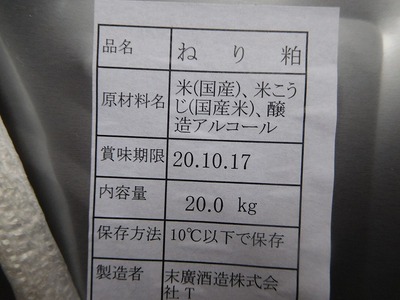 品名 ねり粕
原材料名 米(国産)、米こう
じ(国産米)、醸
造アルコール
賞味期限 20.10.17
内容量 20.0 kg
保存方法 10℃以下で保存
製造者 末廣酒造株式会
社 T